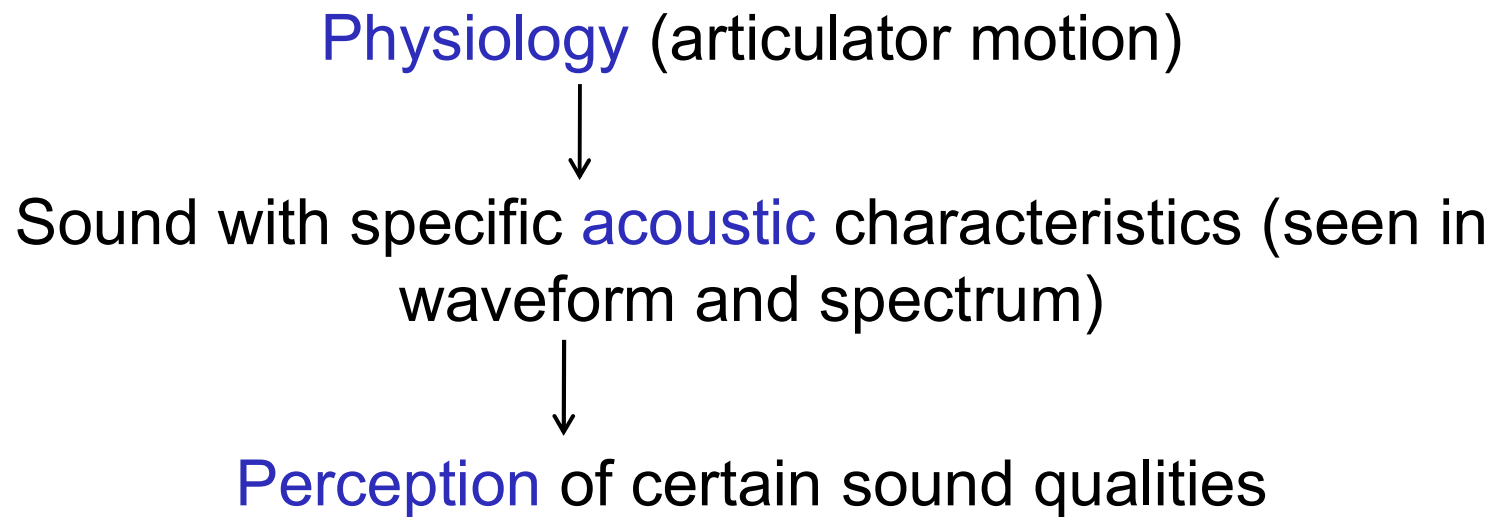 Physiology (articulator motion)
Sound with specific acoustic characteristics (seen in
waveform and spectrum)
Perception of certain sound qualities